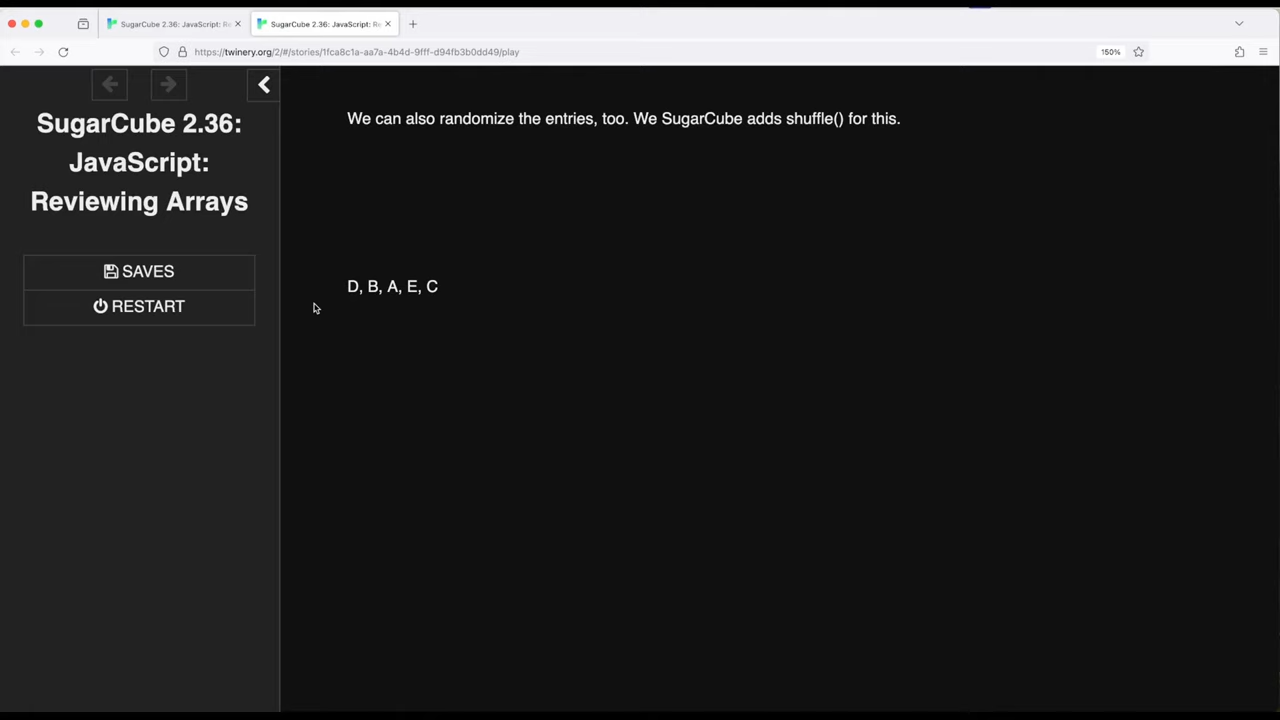 SugarCube 2.36: JavaScript: Re
SugarCube 2.36: JavaScript: Re
https://twinery.org/2/#/stories/1fca8c1a-aa7a-4b4d-9fff-d94fb3b0dd49/play
150%
SugarCube 2.36:
JavaScript:
Reviewing Arrays
SAVES
RESTART
We can also randomize the entries, too. We SugarCube adds shuffle() for this.
D, B, A, E, C